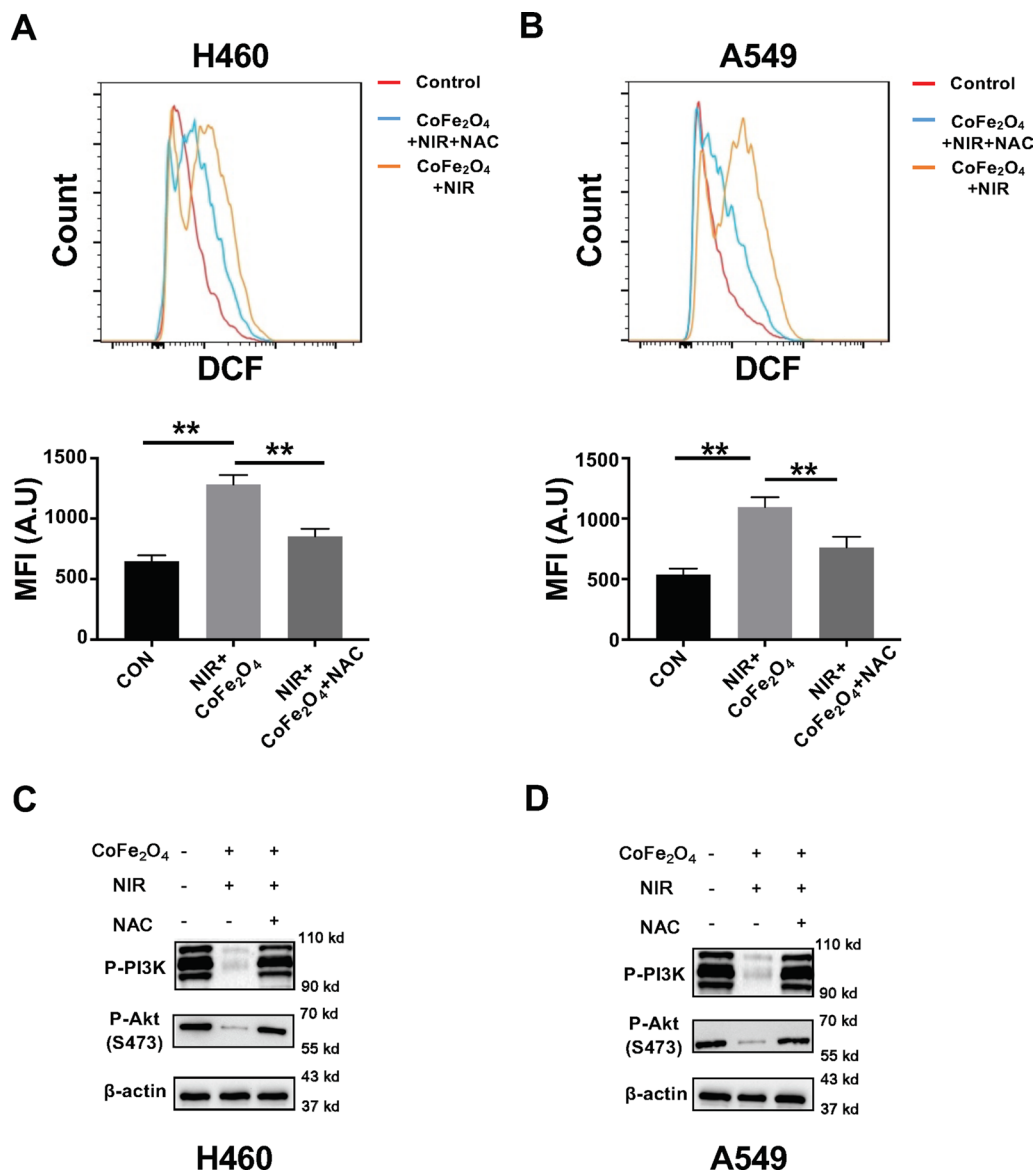 A
H460
Control
CoFe₂O₄
+NIR+NAC
CoFe₂O₄
+NIR
Count
DCF
B
A549
Control
CoFe₂O₄
+NIR+NAC
CoFe₂O₄
+NIR
Count
DCF
MFI (A.U)
1500
1000
500
0
**
**
CON
NIR+
CoFe₂O₄
NIR+
CoFe₂O₄+NAC
MFI (A.U)
1500
1000
500
0
**
**
CON
NIR+
CoFe₂O₄
NIR+
CoFe₂O₄+NAC
C
CoFe₂O₄ - + +
NIR - + +
NAC - - +
P-PI3K
110 kd
90 kd
P-Akt
(S473)
70 kd
55 kd
β-actin
43 kd
37 kd
H460
D
CoFe₂O₄ - + +
NIR - + +
NAC - - +
P-PI3K
110 kd
90 kd
P-Akt
(S473)
70 kd
55 kd
β-actin
43 kd
37 kd
A549